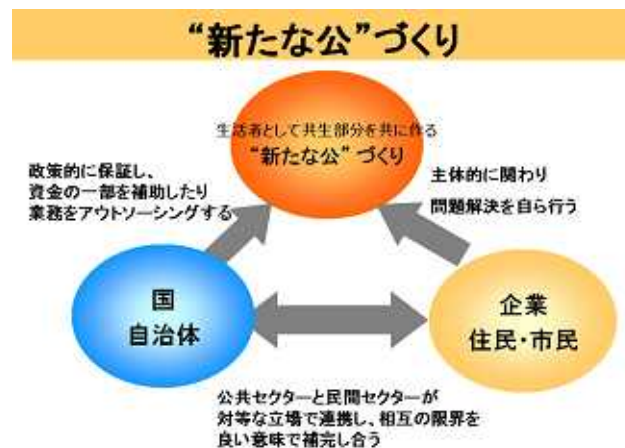 “新たな公”づくり
生活者として共生部分を共に作る
“新たな公” づくり
政策的に保証し、
資金の一部を補助したり
業務をアウトソーシングする
主体的に関わり
問題解決を自ら行う
国
自治体
企業
住民・市民
公共セクターと民間セクターが
対等な立場で連携し、相互の限界を
良い意味で補完し合う